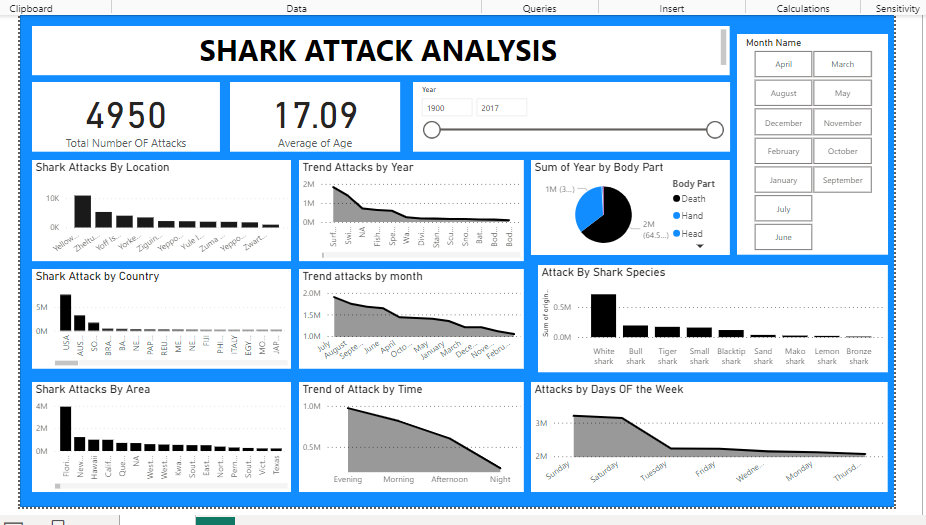 Clipboard
Data
Queries
Insert
Calculations
Sensitivity
SHARK ATTACK ANALYSIS
4950
Total Number OF Attacks
17.09
Average of Age
Year
1900
2017
Month Name
April
March
August
May
December
November
February
October
January
September
July
June
Shark Attacks By Location
10K
0K
Yellow...
Zheltu...
Yoff Is...
Yorke...
Ziguin...
Yeppo...
Yule I...
Zuma ...
Yeppo...
Zwart...
Trend Attacks by Year
2M
1M
0M
Surf...
Swi...
NA
Fish...
Spe...
Wa...
Divi...
Stan...
Scu...
Sno...
Bat...
Bod...
Bod...
Sum of Year by Body Part
1M (3...)
2M
(64.5...)
Body Part
Death
Hand
Head
Shark Attack by Country
5M
0M
USA
AUS...
SO...
BRA...
BA...
NE...
PAP...
REU...
ME...
NE...
FIJI
PHI...
ITALY
EGY...
MO...
JAP...
Trend attacks by month
2.0M
1.5M
1.0M
July
August
Septe...
June
April
Octo...
May
January
March
Dece...
Nove...
Febru...
Attack By Shark Species
Sum of origin...
0.5M
0.0M
White shark
Bull shark
Tiger shark
Small shark
Blacktip shark
Sand shark
Mako shark
Lemon shark
Bronze shark
Shark Attacks By Area
4M
2M
0M
Flori...
New...
Hawaii
Calif...
Que...
NA
West...
West...
Kwa...
Sout...
East...
Nort...
Pern...
Sout...
Vict...
Texas
Trend of Attack by Time
1.0M
0.5M
Evening
Morning
Afternoon
Night
Attacks by Days OF the Week
3M
2M
Sunday
Saturday
Tuesday
Friday
Wedne...
Monday
Thursd...